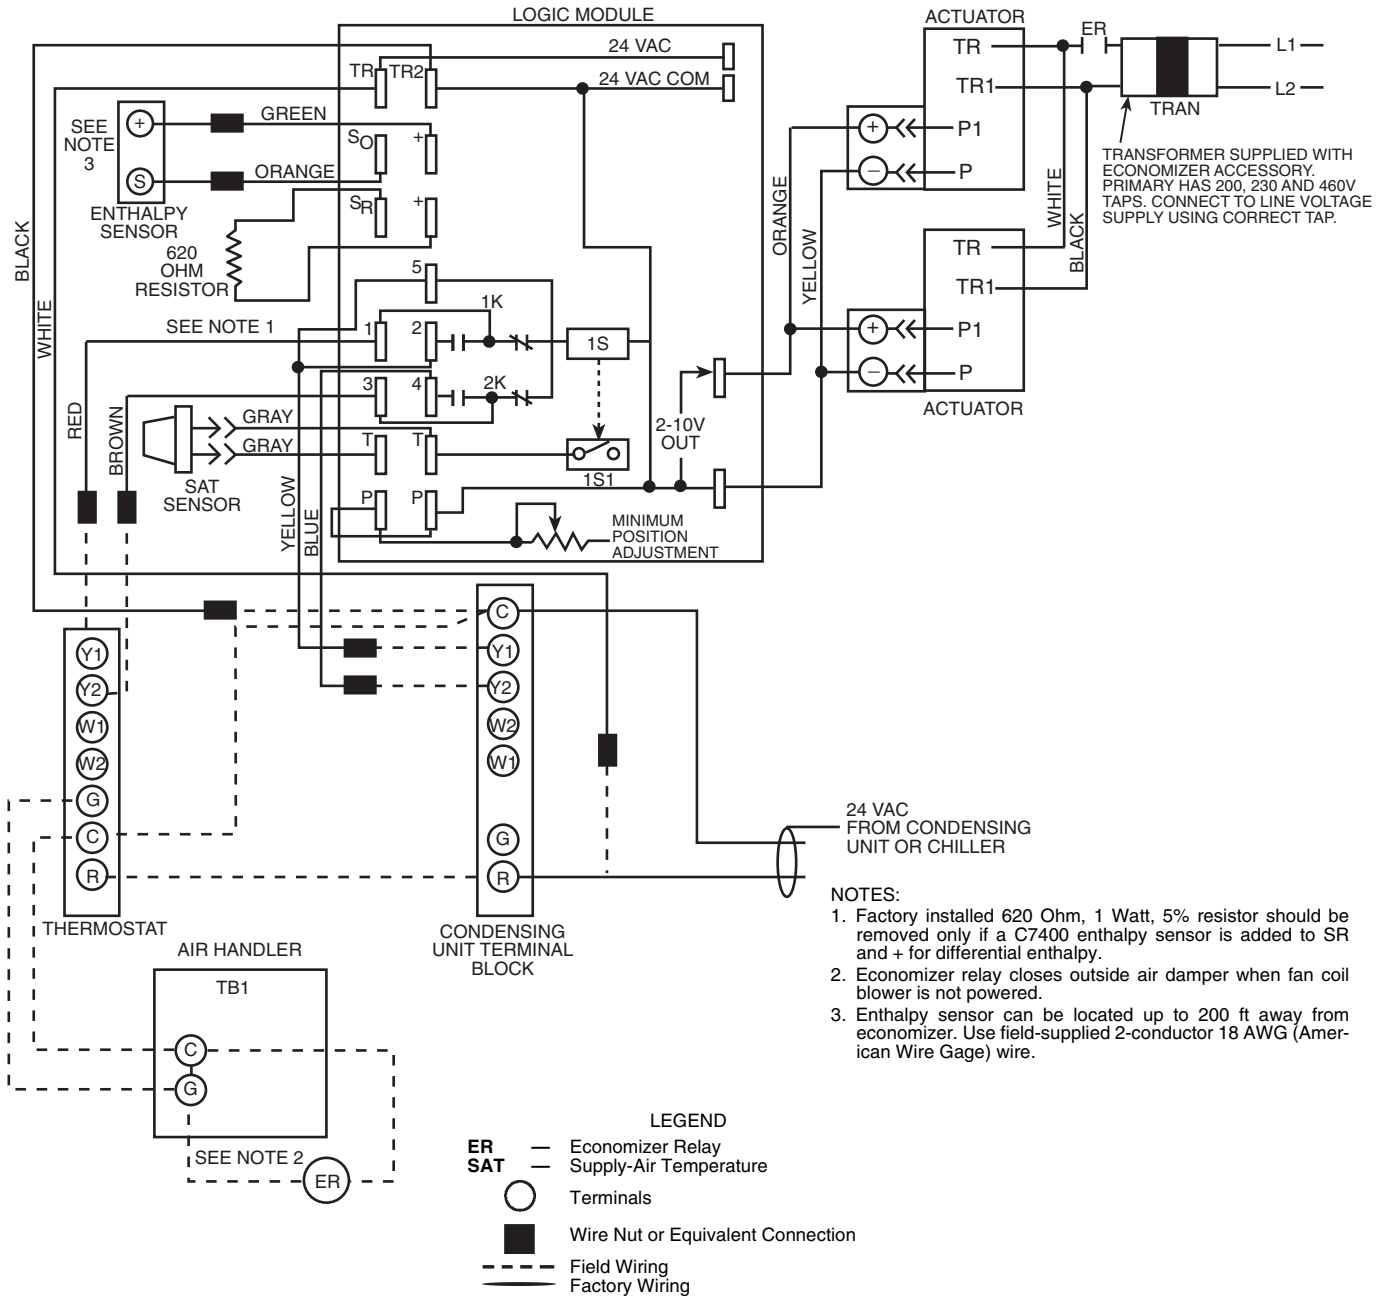 LOGIC MODULE
24 VAC
24 VAC COM
TR
TR2
SO
+
SR
+
5
1
2
1K
1S
3
4
2K
T
T
1S1
P
P
2-10V
OUT
MINIMUM
POSITION
ADJUSTMENT
+
S
SEE
NOTE
3
GREEN
ORANGE
ENTHALPY
SENSOR
620
OHM
RESISTOR
SEE NOTE 1
BLACK
WHITE
RED
BROWN
GRAY
GRAY
SAT
SENSOR
YELLOW
BLUE
ACTUATOR
TR
TR1
P1
P
+
−
ER
L1
L2
TRAN
TRANSFORMER SUPPLIED WITH
ECONOMIZER ACCESSORY.
PRIMARY HAS 200, 230 AND 460V
TAPS. CONNECT TO LINE VOLTAGE
SUPPLY USING CORRECT TAP.
ORANGE
YELLOW
WHITE
BLACK
TR
TR1
P1
P
+
−
ACTUATOR
Y1
Y2
W1
W2
G
C
R
THERMOSTAT
C
Y1
Y2
W2
W1
G
R
CONDENSING
UNIT TERMINAL
BLOCK
24 VAC
FROM CONDENSING
UNIT OR CHILLER
AIR HANDLER
TB1
C
G
SEE NOTE 2
ER
NOTES:
1. Factory installed 620 Ohm, 1 Watt, 5% resistor should be
removed only if a C7400 enthalpy sensor is added to SR
and + for differential enthalpy.
2. Economizer relay closes outside air damper when fan coil
blower is not powered.
3. Enthalpy sensor can be located up to 200 ft away from
economizer. Use field-supplied 2-conductor 18 AWG (Amer-
ican Wire Gage) wire.
LEGEND
ER — Economizer Relay
SAT — Supply-Air Temperature
Terminals
Wire Nut or Equivalent Connection
Field Wiring
Factory Wiring